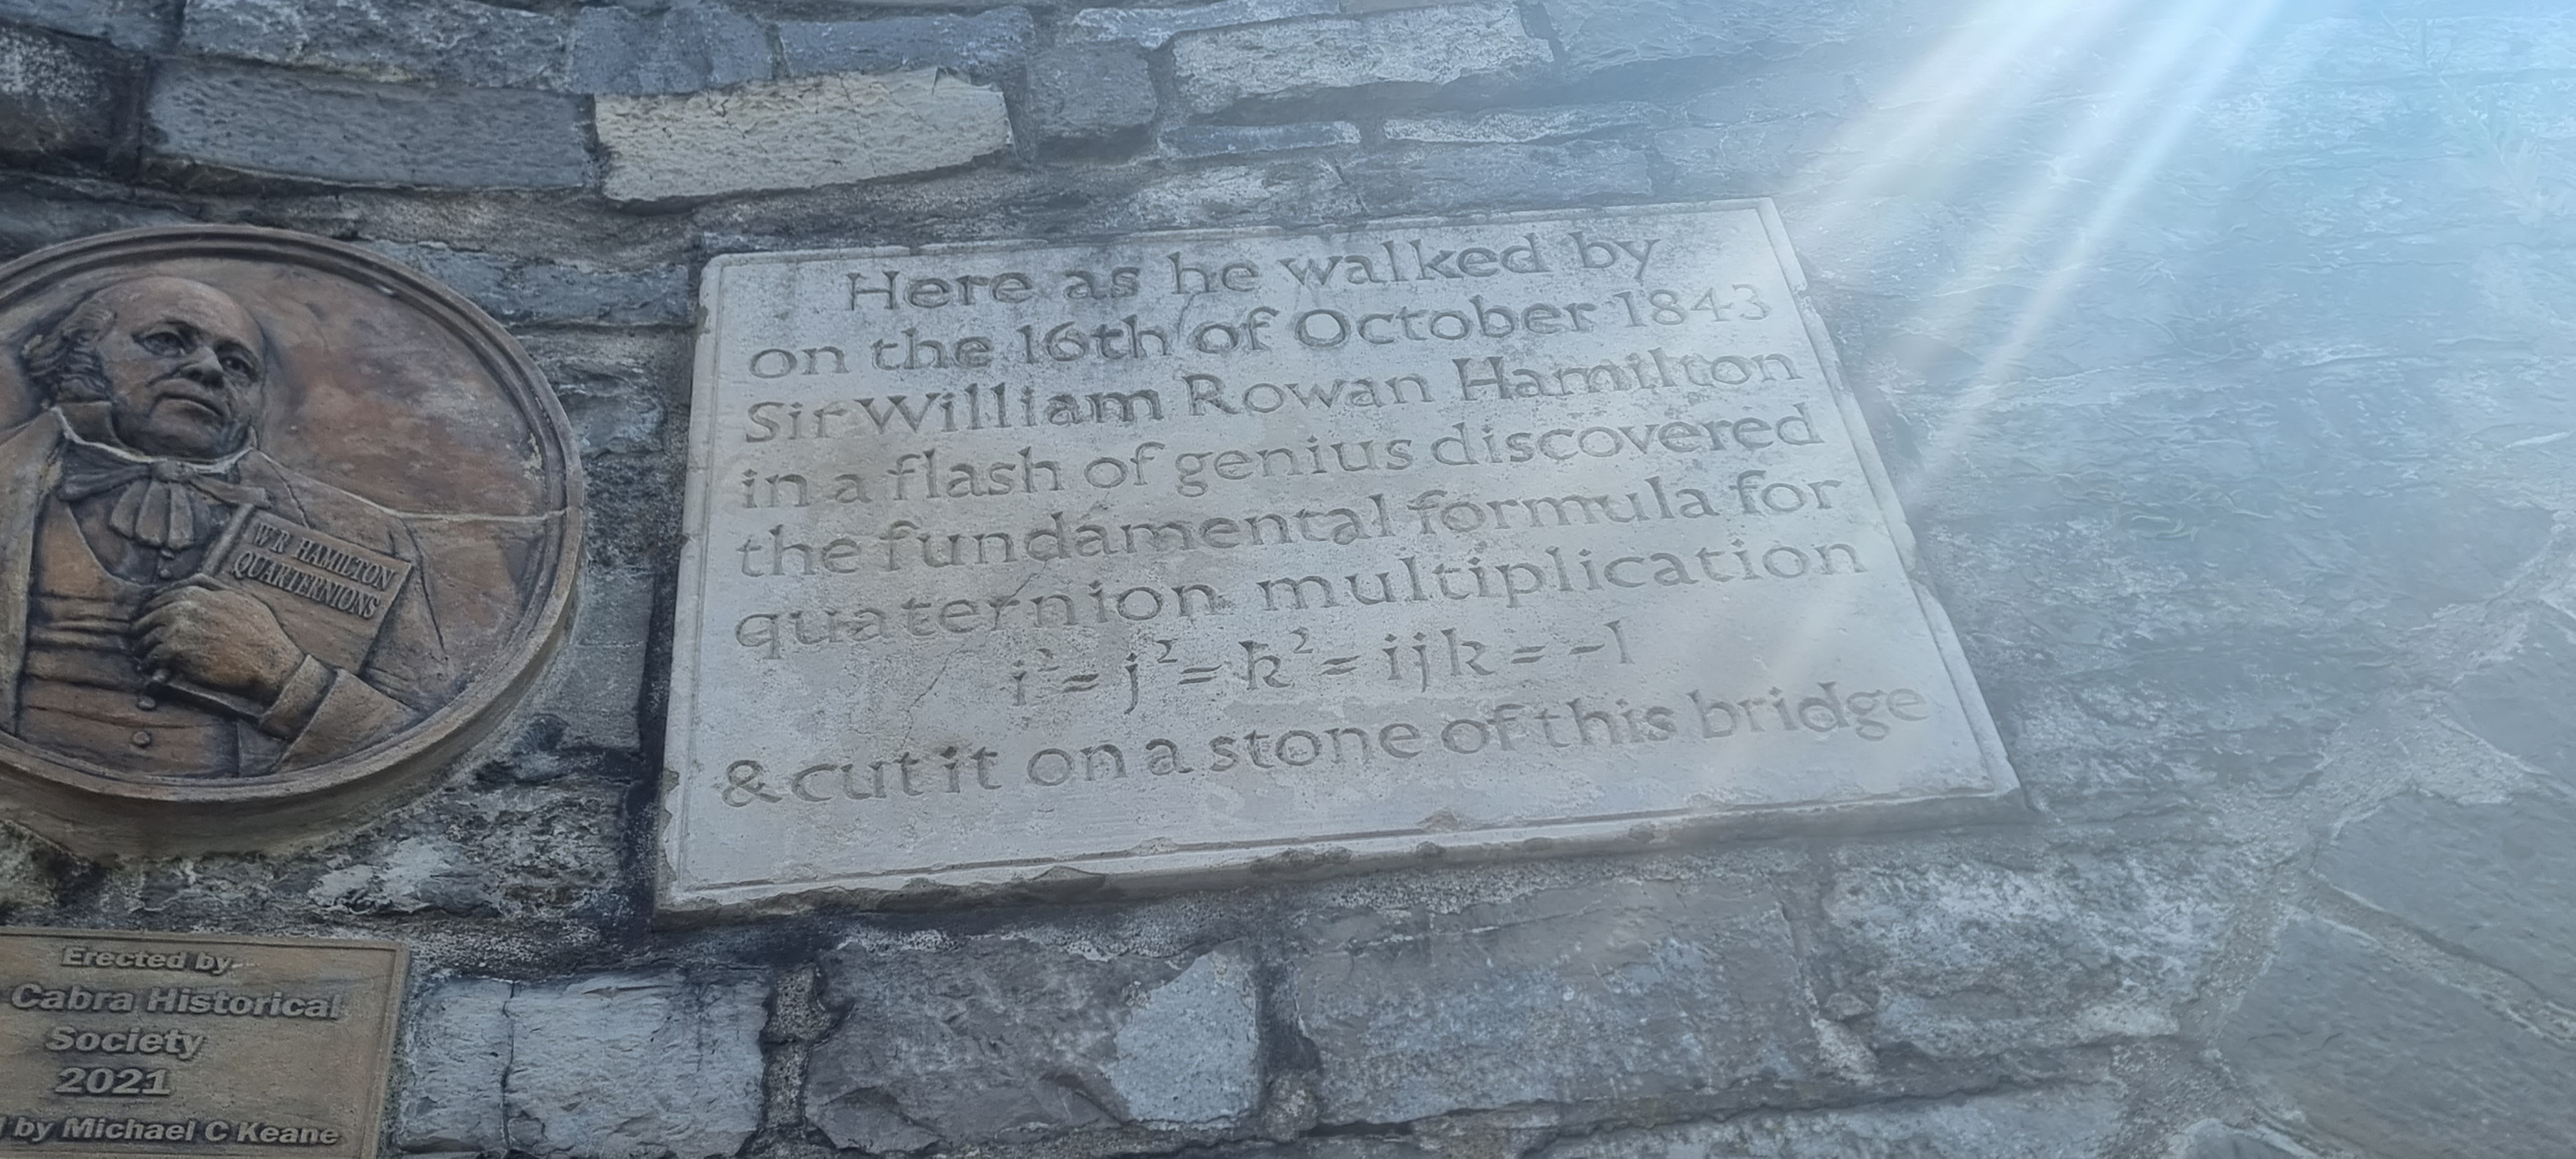 Here as he walked by
on the 16th of October 1843
Sir William Rowan Hamilton
in a flash of genius discovered
the fundamental formula for
quaternion multiplication
i² = j² = k² = ijk = -1
& cut it on a stone of this bridge
W.R HAMILTON
QUARTERNIONS
Erected by
Cabra Historical
Society
2021
by Michael C Keane